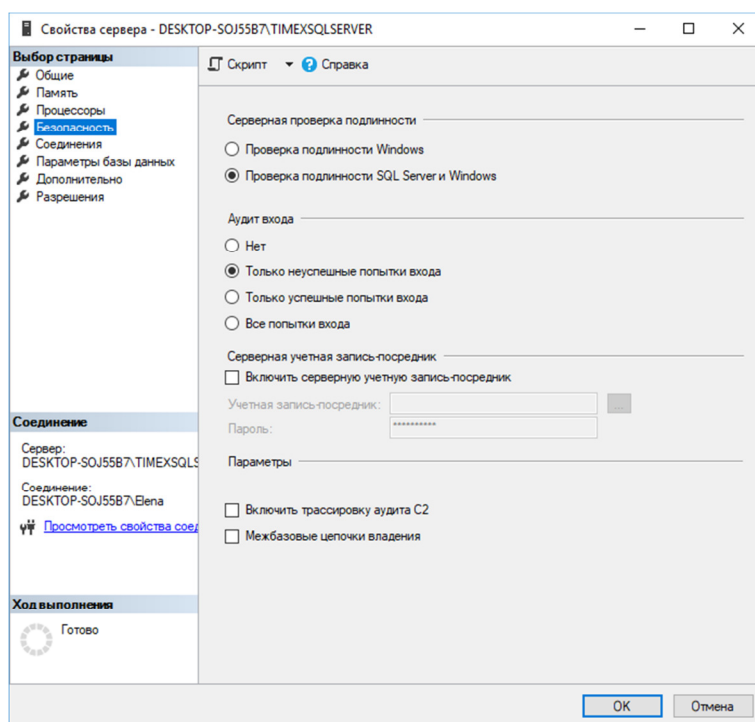 Свойства сервера - DESKTOP-SOJ55B7\TIMEXSQLSERVER
Выбор страницы
Общие
Память
Процессоры
Безопасность
Соединения
Параметры базы данных
Дополнительно
Разрешения
Соединение
Сервер:
DESKTOP-SOJ55B7\TIMEXSQLS
Соединение:
DESKTOP-SOJ55B7\Elena
Просмотреть свойства соед
Ход выполнения
Готово
Скрипт
Справка
Серверная проверка подлинности
Проверка подлинности Windows
Проверка подлинности SQL Server и Windows
Аудит входа
Нет
Только неуспешные попытки входа
Только успешные попытки входа
Все попытки входа
Серверная учетная запись-посредник
Включить серверную учетную запись-посредник
Учетная запись-посредник:
...
Пароль:
**********
Параметры
Включить трассировку аудита C2
Межбазовые цепочки владения
OK
Отмена